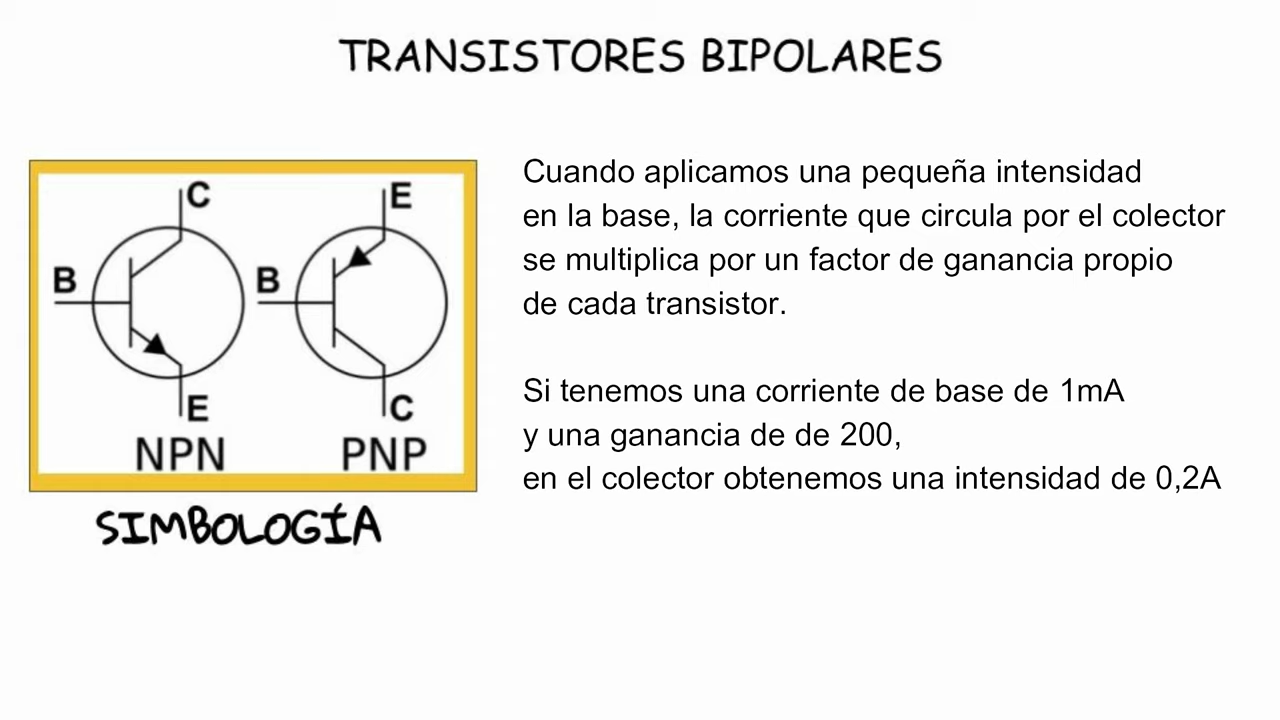 TRANSISTORES BIPOLARES
C
B
E
NPN
E
B
C
PNP
SIMBOLOGÍA
Cuando aplicamos una pequeña intensidad
en la base, la corriente que circula por el colector
se multiplica por un factor de ganancia propio
de cada transistor.
Si tenemos una corriente de base de 1mA
y una ganancia de de 200,
en el colector obtenemos una intensidad de 0,2A